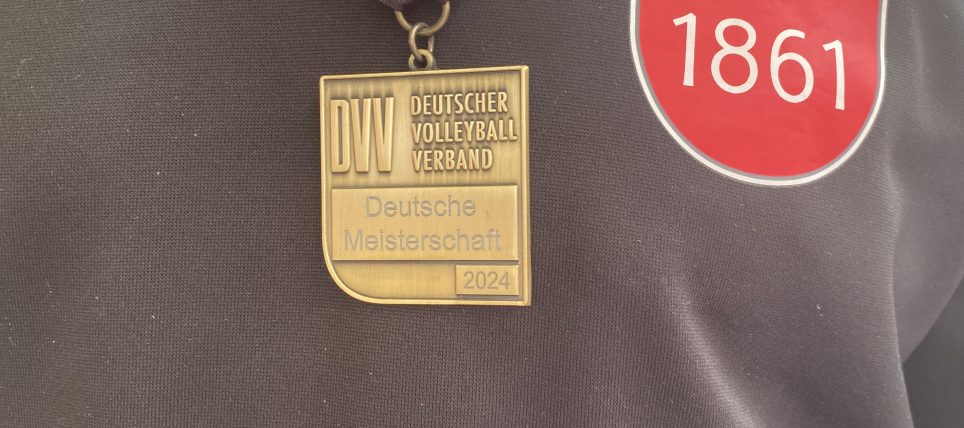 DVV
DEUTSCHER
VOLLEYBALL
VERBAND
Deutsche
Meisterschaft
2024
1861